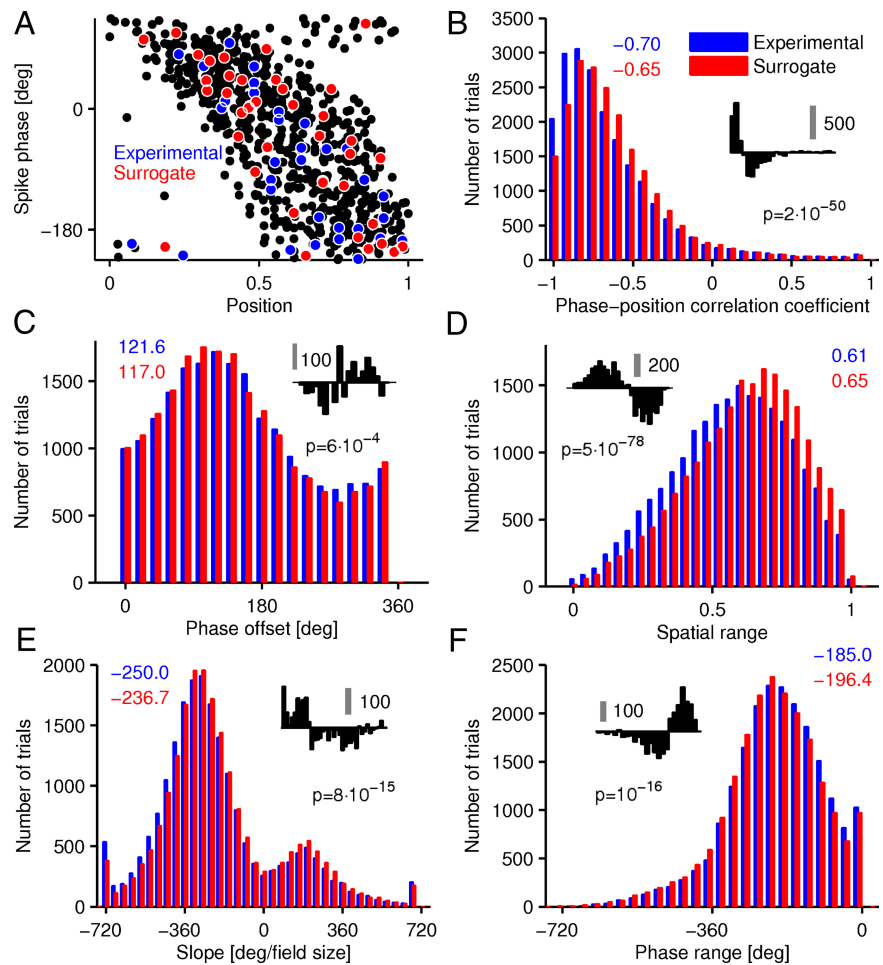 A
Spike phase [deg]
0
−180
Experimental
Surrogate
0
0.5
1
Position
B
Number of trials
3500
3000
2500
2000
1500
1000
500
0
−0.70
−0.65
Experimental
Surrogate
500
p=2·10−50
−1
−0.5
0
0.5
1
Phase−position correlation coefficient
C
Number of trials
1500
1000
500
0
121.6
117.0
100
p=6·10−4
0
180
360
Phase offset [deg]
D
Number of trials
1500
1000
500
0
200
0.61
0.65
p=5·10−78
0
0.5
1
Spatial range
E
Number of trials
2000
1500
1000
500
0
−250.0
−236.7
100
p=8·10−15
−720
−360
0
360
720
Slope [deg/field size]
F
Number of trials
2500
2000
1500
1000
500
0
−185.0
−196.4
100
p=10−16
−720
−360
0
Phase range [deg]